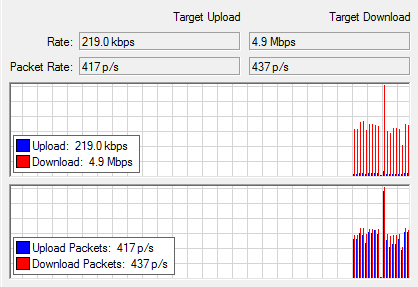 Target Upload Target Download
Rate: 219.0 kbps 4.9 Mbps
Packet Rate: 417 p/s 437 p/s
Upload: 219.0 kbps
Download: 4.9 Mbps
Upload Packets: 417 p/s
Download Packets: 437 p/s